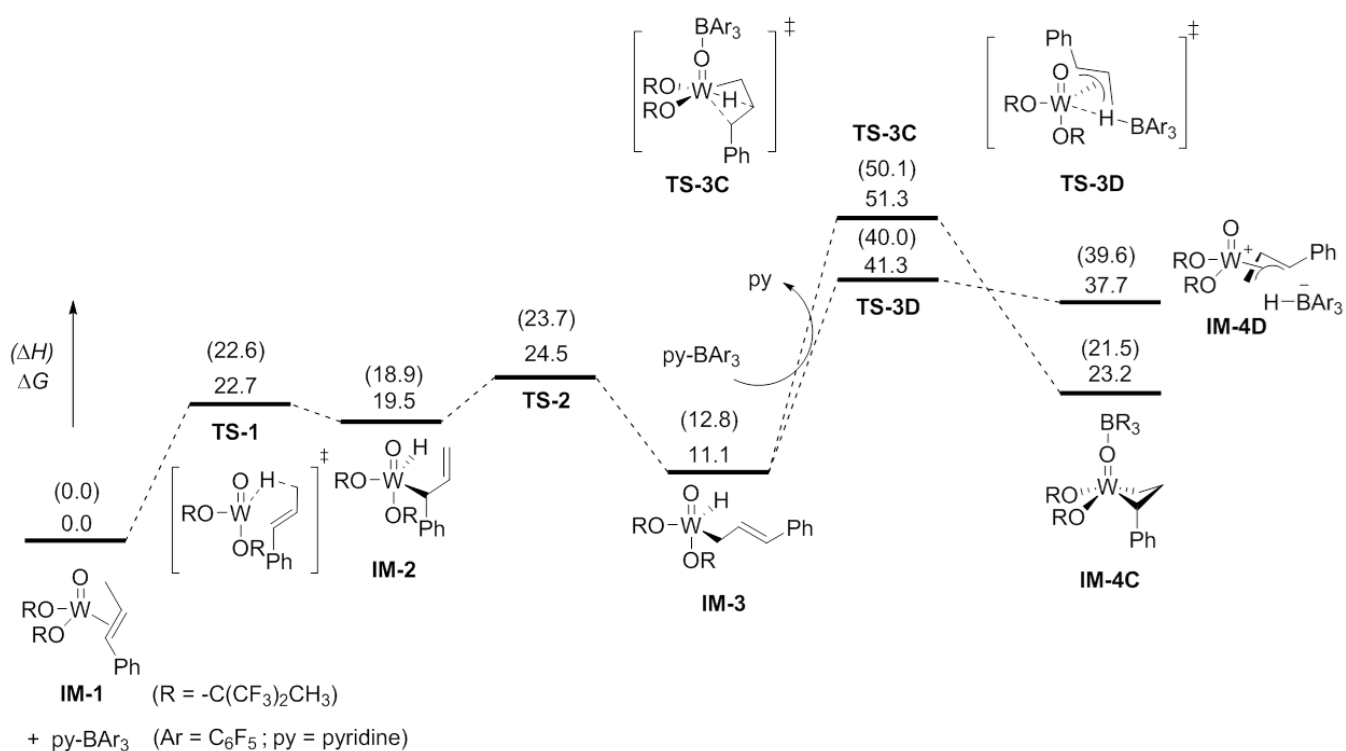 BAr3
O
RO
RO
W
H
Ph
‡
TS-3C
Ph
O
RO
W
OR
H
BAr3
‡
TS-3D
TS-3C
(50.1)
51.3
(40.0)
41.3
TS-3D
(39.6)
37.7
O
RO
RO
W
+
Ph
H
–
BAr3
IM-4D
(ΔH)
ΔG
(0.0)
0.0
(22.6)
22.7
TS-1
(18.9)
19.5
(23.7)
24.5
TS-2
py-BAr3
py
(12.8)
11.1
(21.5)
23.2
O
RO
RO
W
Ph
IM-1
O
RO
W
OR
H
Ph
‡
O
H
RO
W
OR
Ph
IM-2
O
H
RO
W
OR
Ph
IM-3
BR3
O
RO
RO
W
Ph
IM-4C
(R = -C(CF3)2CH3)
+ py-BAr3 (Ar = C6F5 ; py = pyridine)